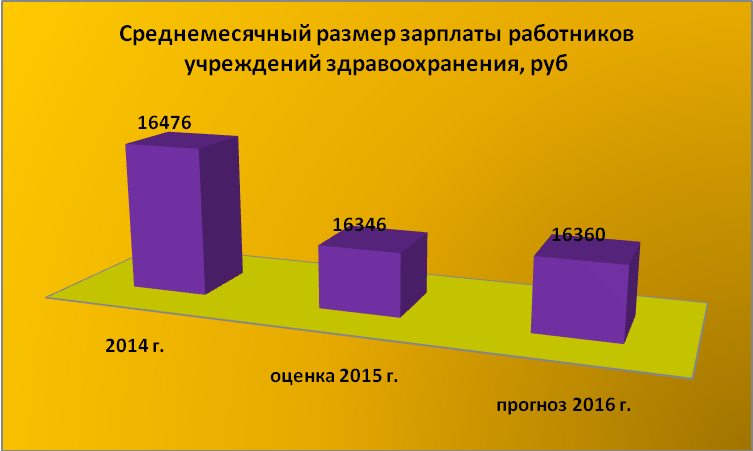 Среднемесячный размер зарплаты работников
учреждений здравоохранения, руб
16476
16346
16360
2014 г.
оценка 2015 г.
прогноз 2016 г.